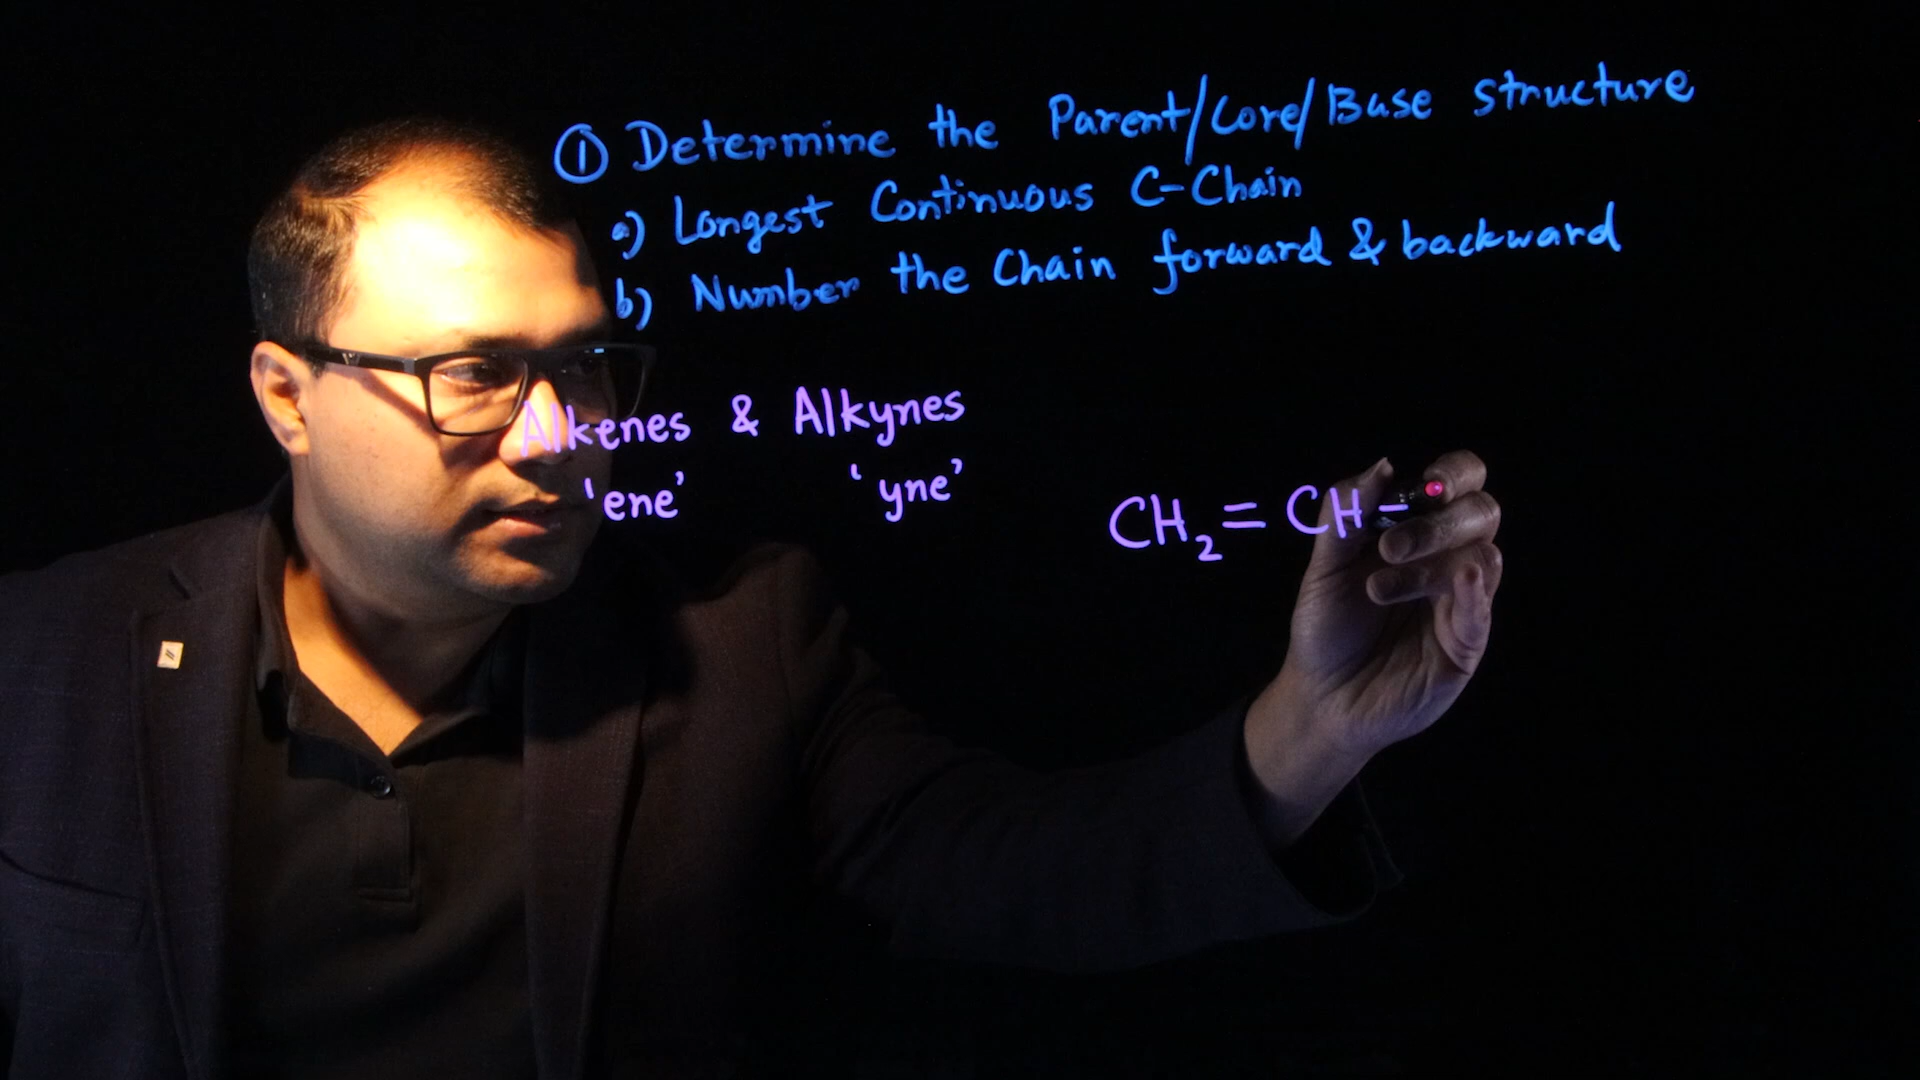 ① Determine the Parent/Core/Base structure
a) Longest Continuous C-Chain
b) Number the Chain forward & backward
Alkenes & Alkynes
'ene' 'yne'
CH₂ = CH -